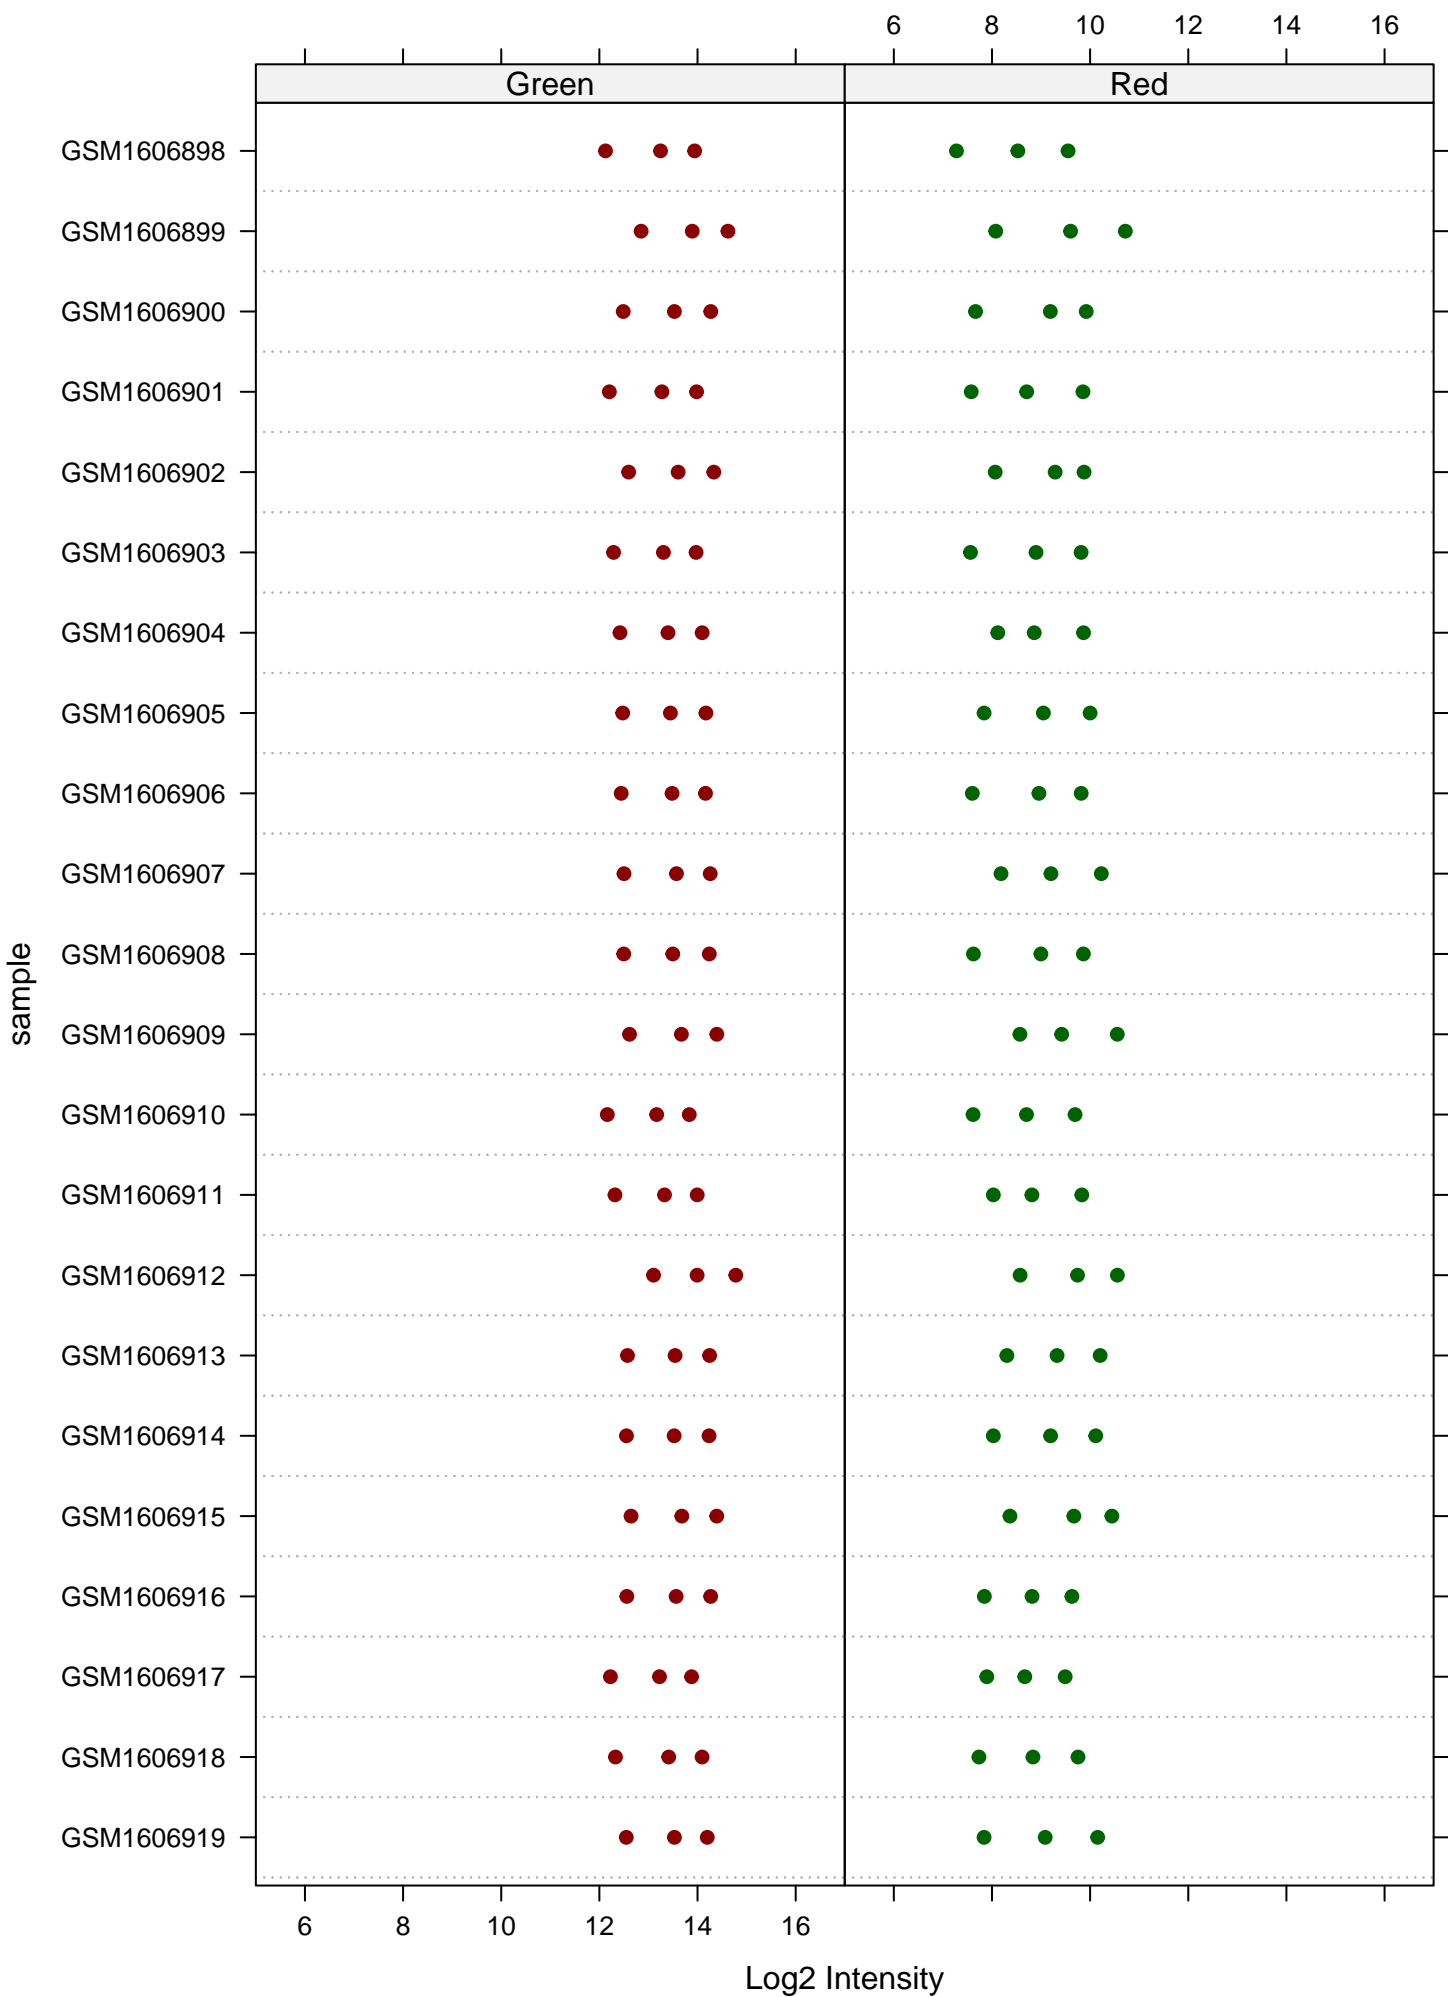 6 8 10 12 14 16
Green Red
GSM1606898
GSM1606899
GSM1606900
GSM1606901
GSM1606902
GSM1606903
GSM1606904
GSM1606905
GSM1606906
GSM1606907
GSM1606908
GSM1606909
GSM1606910
GSM1606911
GSM1606912
GSM1606913
GSM1606914
GSM1606915
GSM1606916
GSM1606917
GSM1606918
GSM1606919
sample
6 8 10 12 14 16
Log2 Intensity